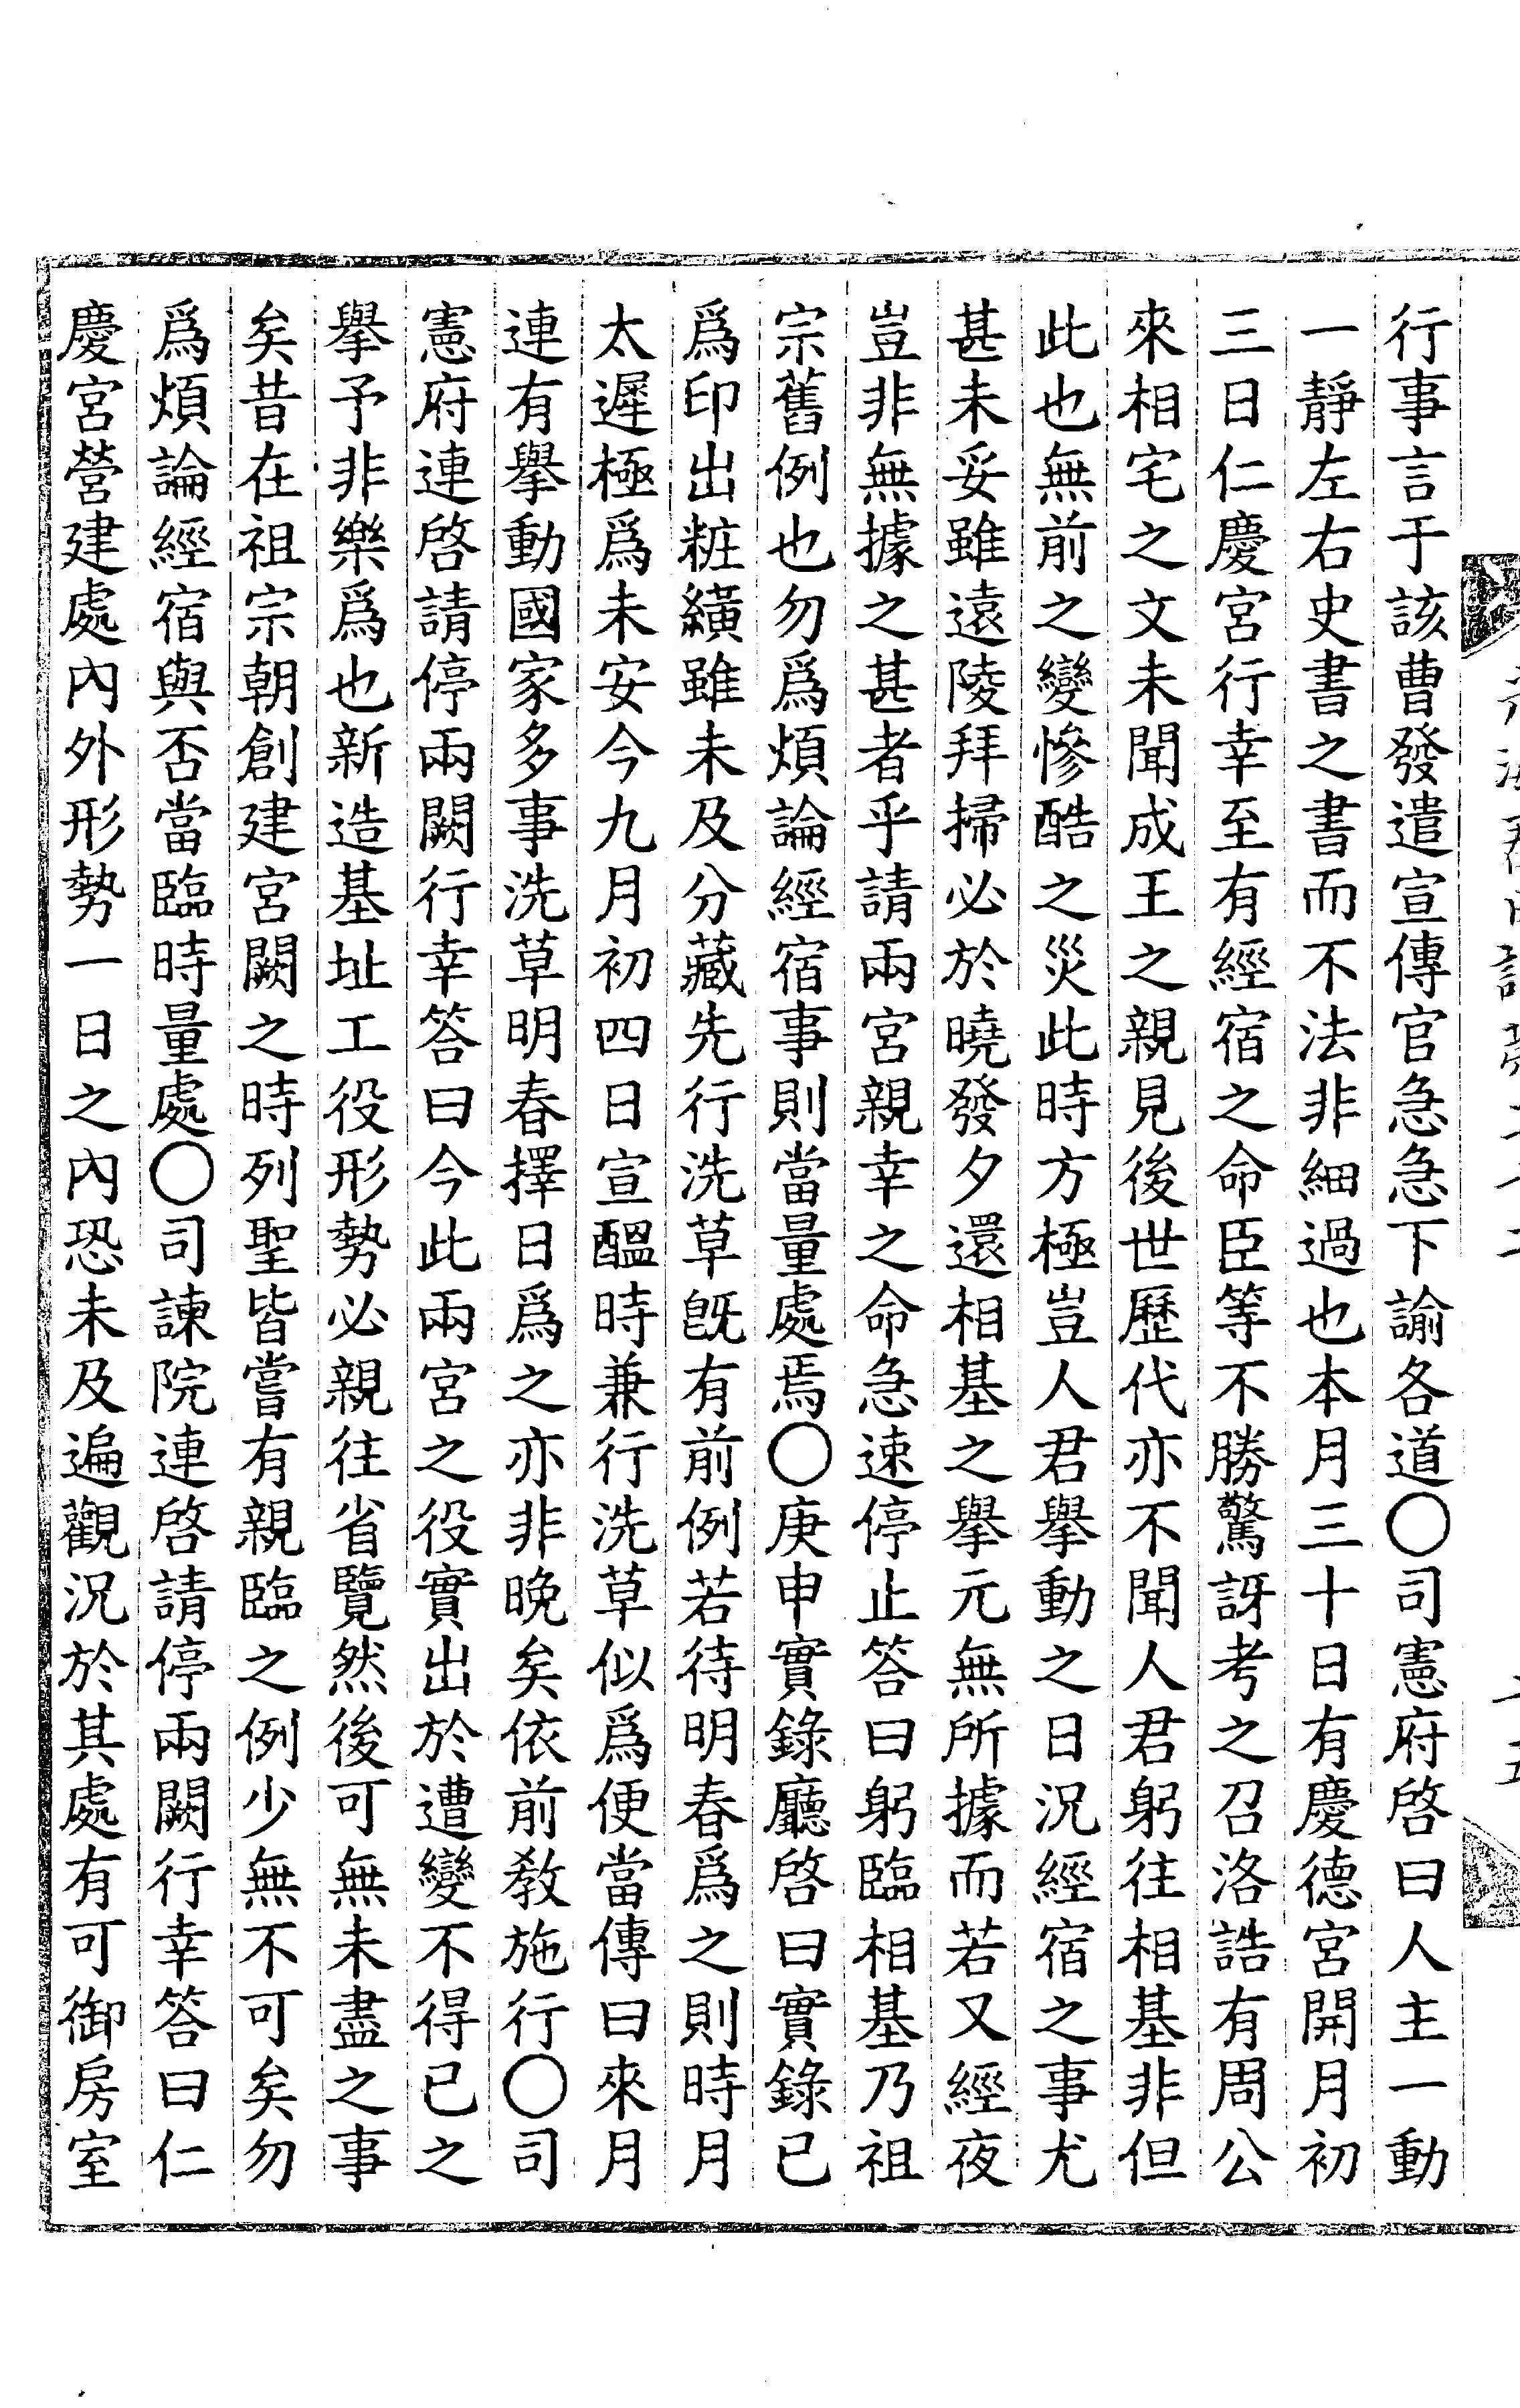 行事言于該曹發遣宣傳官急急下諭各道○司憲府啓曰人主一動
一靜左右史書之書而不法非細過也本月三十日有慶德宮開月初
三日仁慶宮行幸至有經宿之命臣等不勝驚訝考之召洛誥有周公
來相宅之文未聞成王之親見後世歷代亦不聞人君躬往相基非但
此也無前之變慘酷之災此時方極豈人君擧動之日況經宿之事尤
甚未妥雖遠陵拜掃必於曉發夕還相基之擧元無所據而若又經夜
豈非無據之甚者乎請兩宮親幸之命急速停止答曰躬臨相基乃祖
宗舊例也勿爲煩論經宿事則當量處焉○庚申實錄廳啓曰實錄已
爲印出粧䌙雖未及分藏先行洗草旣有前例若待明春爲之則時月
太遲極爲未安今九月初四日宣醞時兼行洗草似爲便當傳曰來月
連有擧動國家多事洗草明春擇日爲之亦非晩矣依前敎施行○司
憲府連啓請停兩闕行幸答曰今此兩宮之役實出於遭變不得已之
擧予非樂爲也新造基址工役形勢必親往省覽然後可無未盡之事
矣昔在祖宗朝創建宮闕之時列聖皆嘗有親臨之例少無不可矣勿
爲煩論經宿與否當臨時量處○司諫院連啓請停兩闕行幸答曰仁
慶宮營建處內外形勢一日之內恐未及遍觀況於其處有可御房室